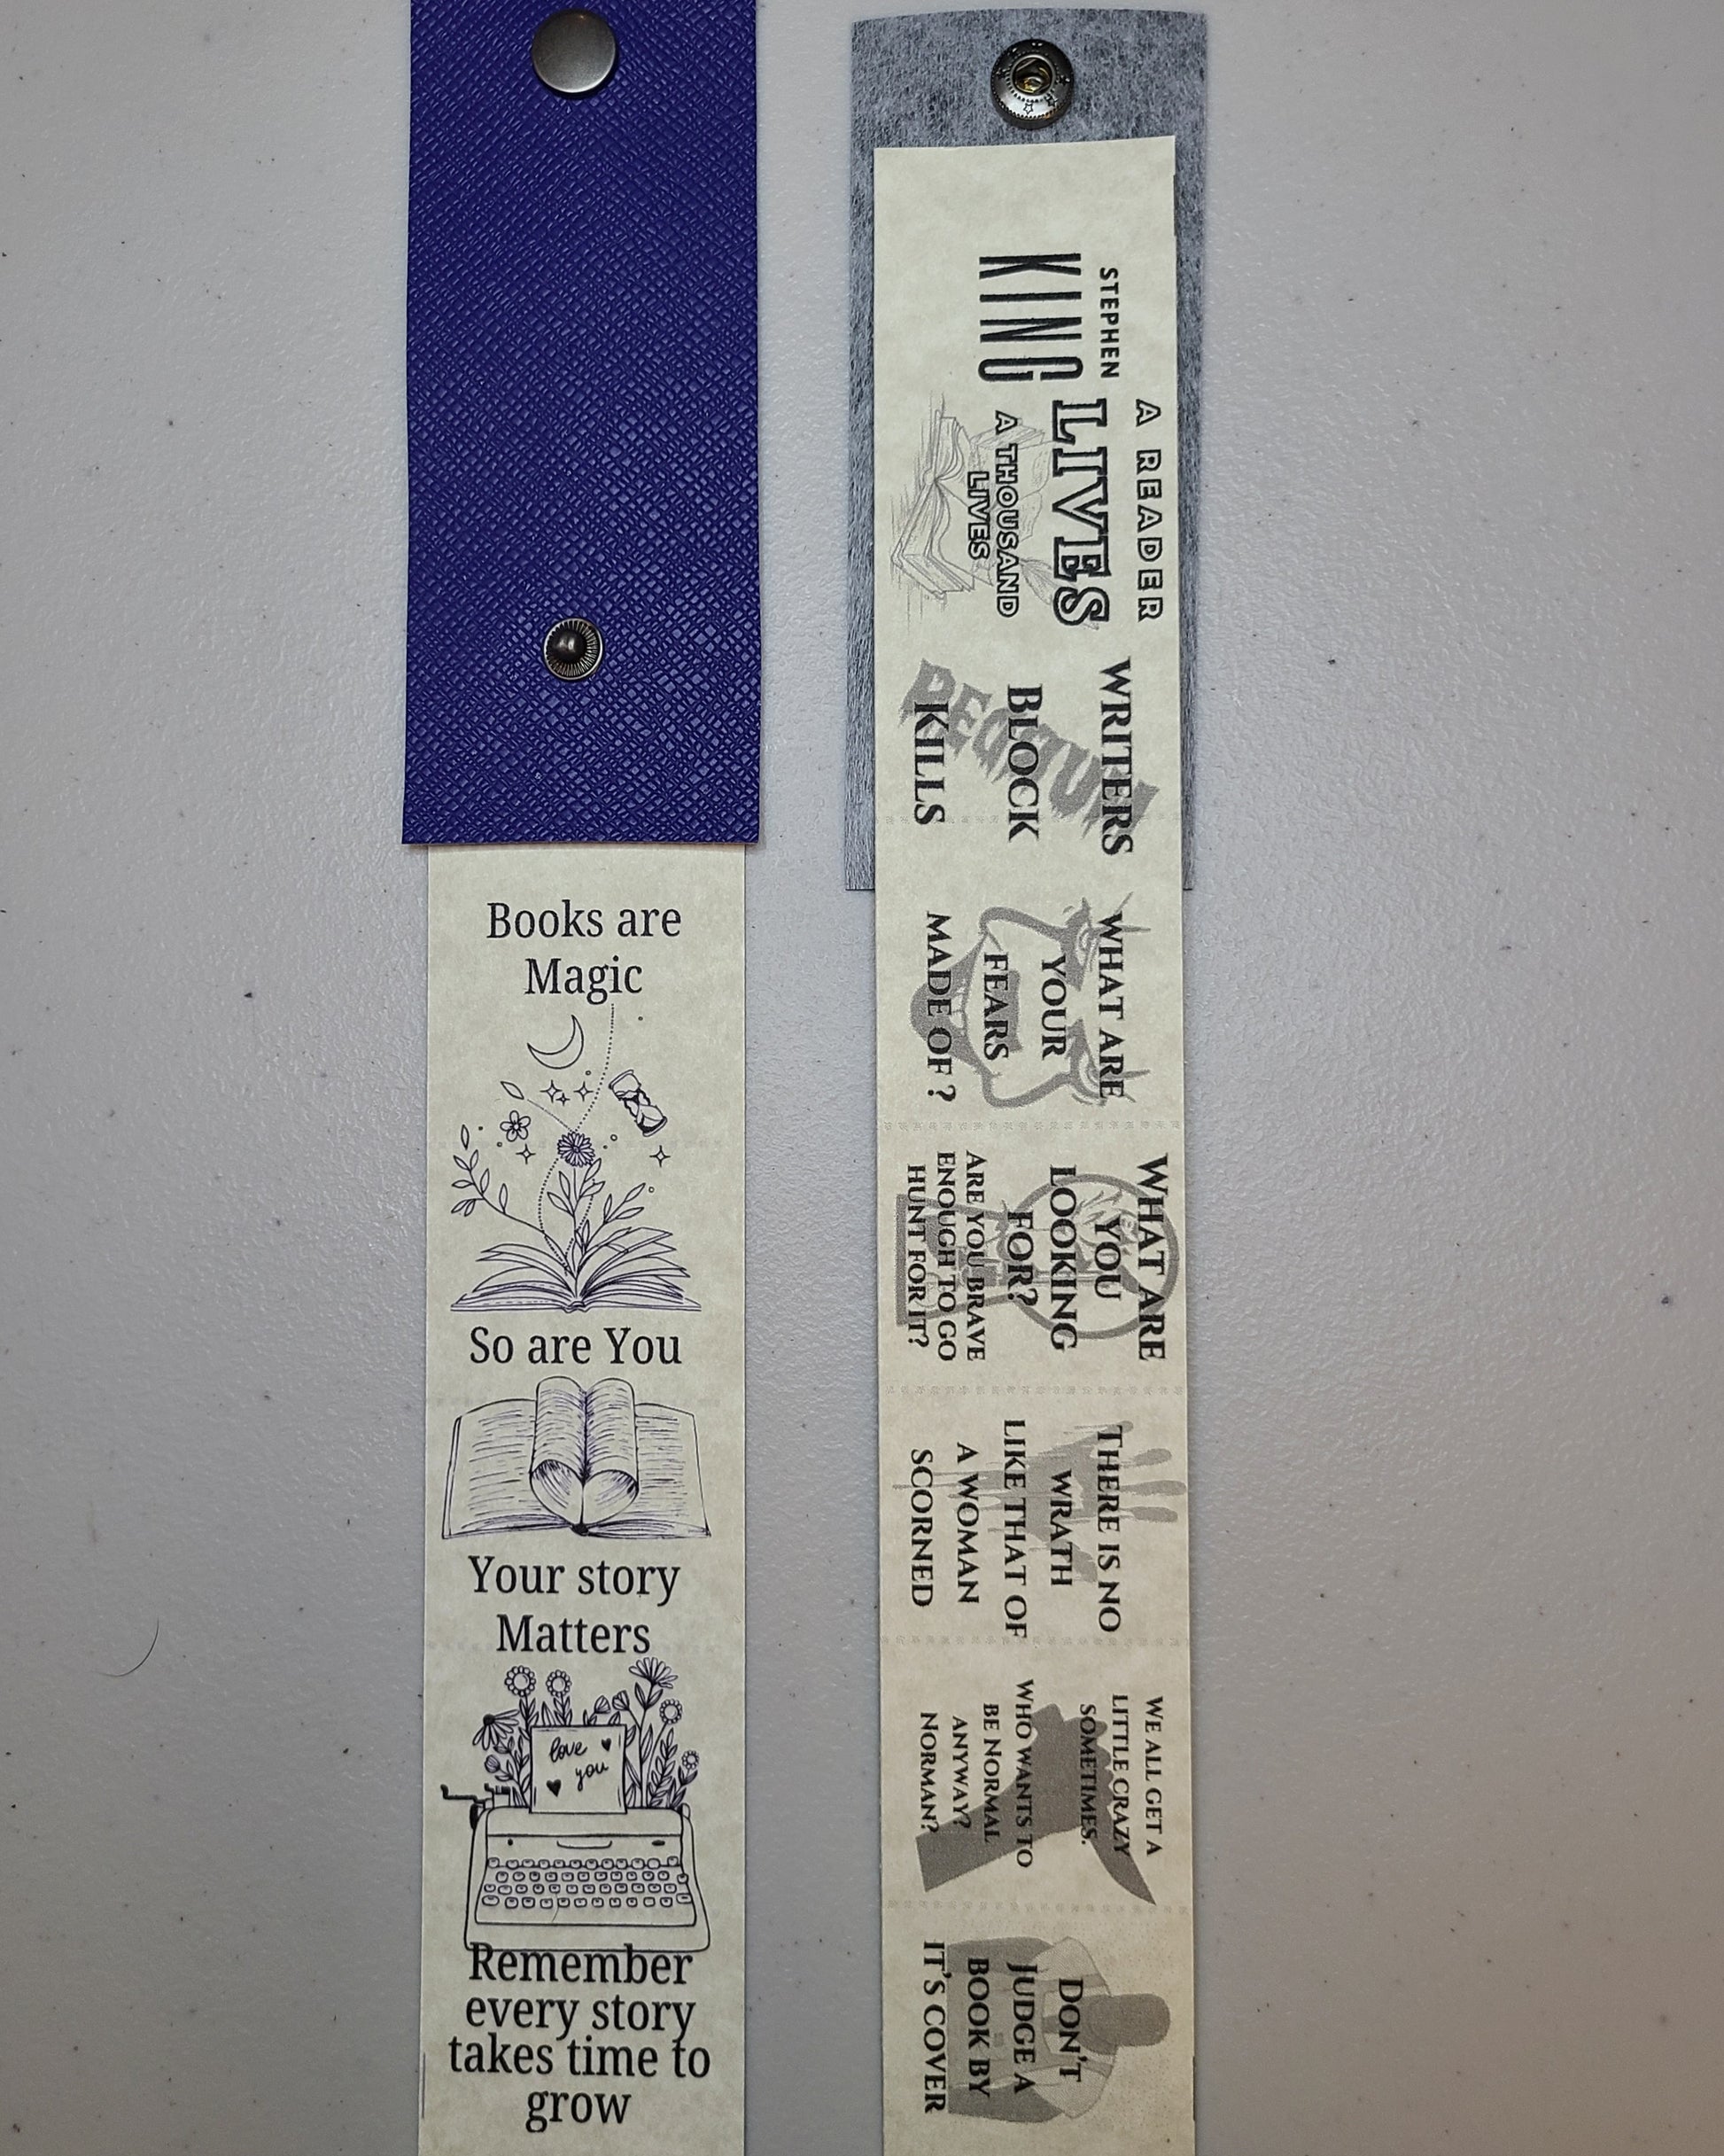 Books are
Magic
So are You
Your story
Matters
love
you
Remember
every story
takes time to
grow
STEPHEN
KING
A READER
LIVES
A THOUSAND
LIVES
WRITERS
BLOCK
KILLS
REDRUM
WHAT ARE
YOUR
FEARS
MADE OF ?
WHAT ARE
YOU
LOOKING
FOR?
ARE YOU BRAVE
ENOUGH TO GO
HUNT FOR IT?
THERE IS NO
WRATH
LIKE THAT OF
A WOMAN
SCORNED
WE ALL GET A
LITTLE CRAZY
SOMETIMES.
WHO WANTS TO
BE NORMAL
ANYWAY?
NORMAN?
DON'T
JUDGE A
BOOK BY
IT'S COVER